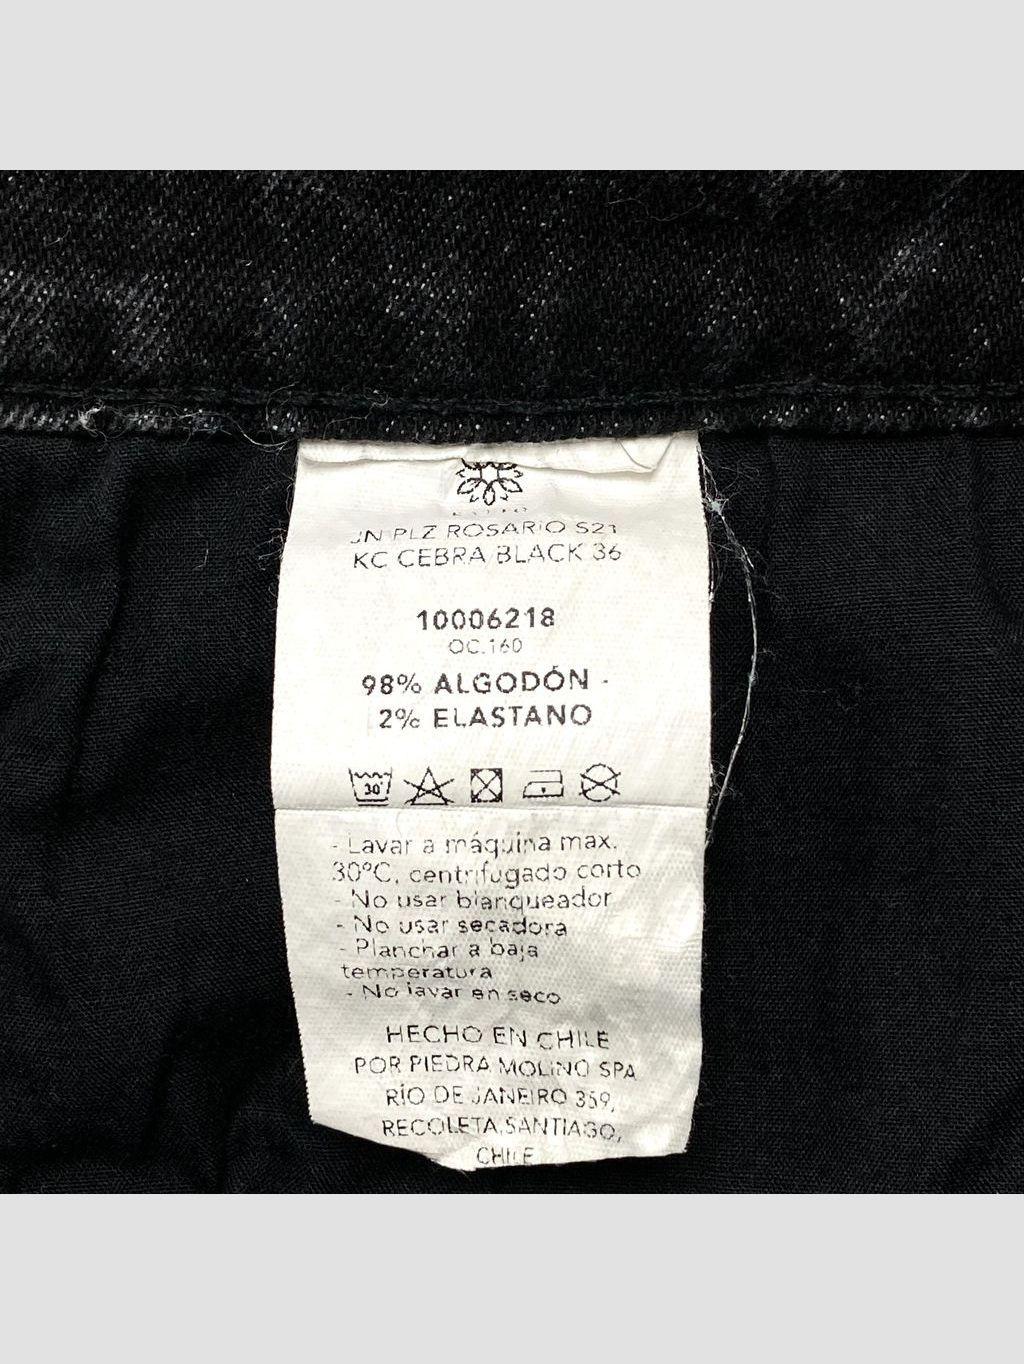 JN PLZ ROSARIO S21
KC CEBRA BLACK 36
10006218
OC.160
98% ALGODÓN -
2% ELASTANO
30°
- Lavar a máquina max.
30°C, centrifugado corto
- No usar blanqueador
- No usar secadora
- Planchar a baja
temperatura
- No lavar en seco
HECHO EN CHILE
POR PIEDRA MOLINO SPA
RÍO DE JANEIRO 359,
RECOLETA, SANTIAGO,
CHILE